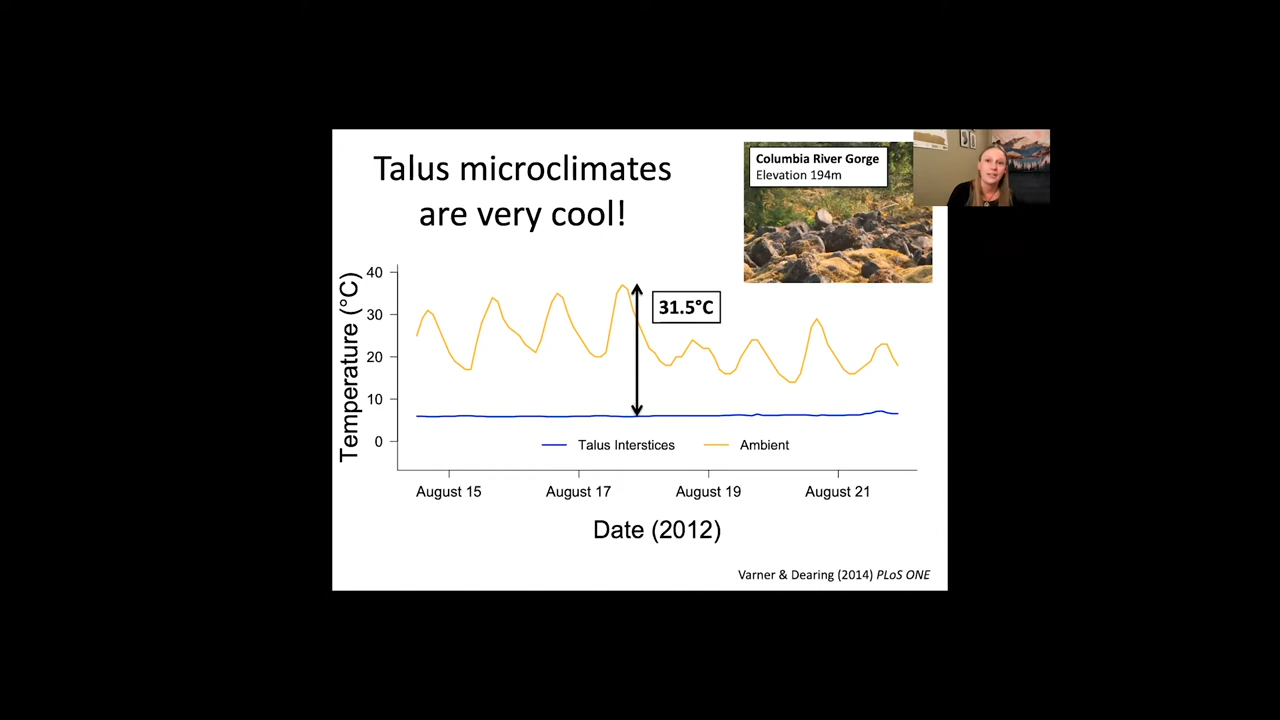 Talus microclimates
are very cool!
Columbia River Gorge
Elevation 194m
Temperature (°C)
40
30
20
10
0
31.5°C
Talus Interstices
Ambient
August 15
August 17
August 19
August 21
Date (2012)
Varner & Dearing (2014) PLoS ONE